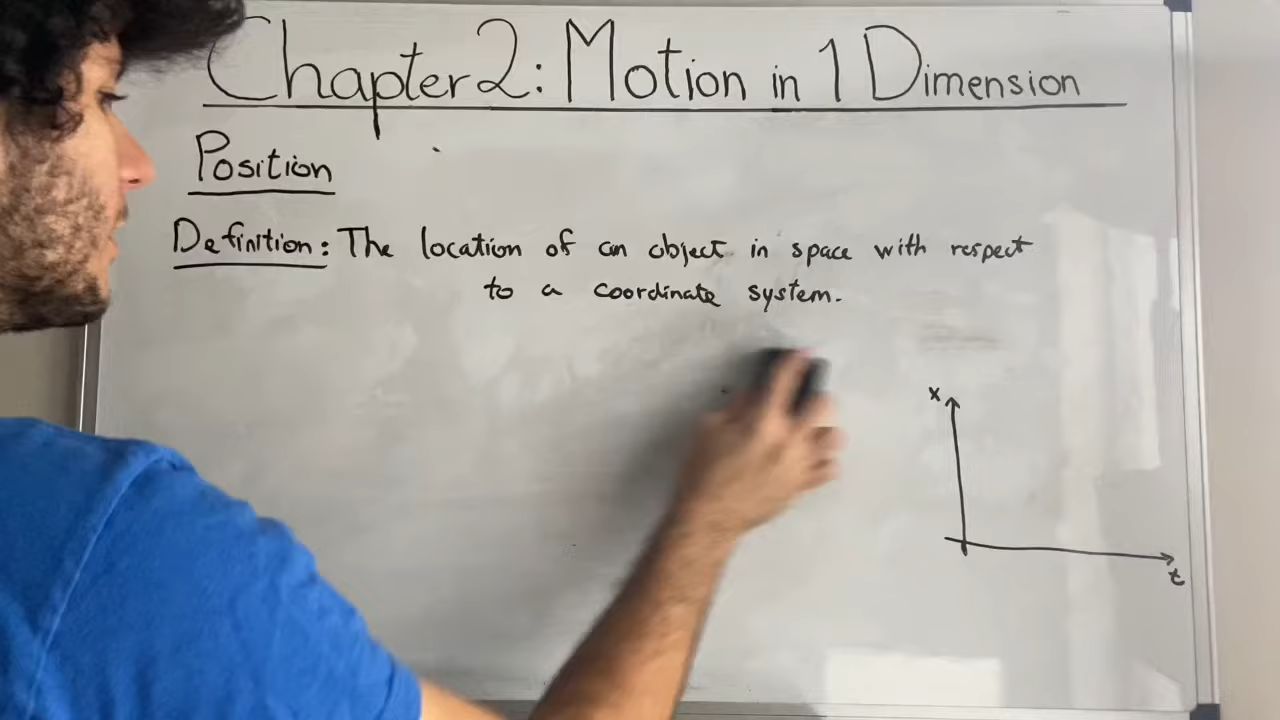 Chapter 2: Motion in 1 Dimension
Position
Definition: The location of an object in space with respect
to a coordinate system.
x
t